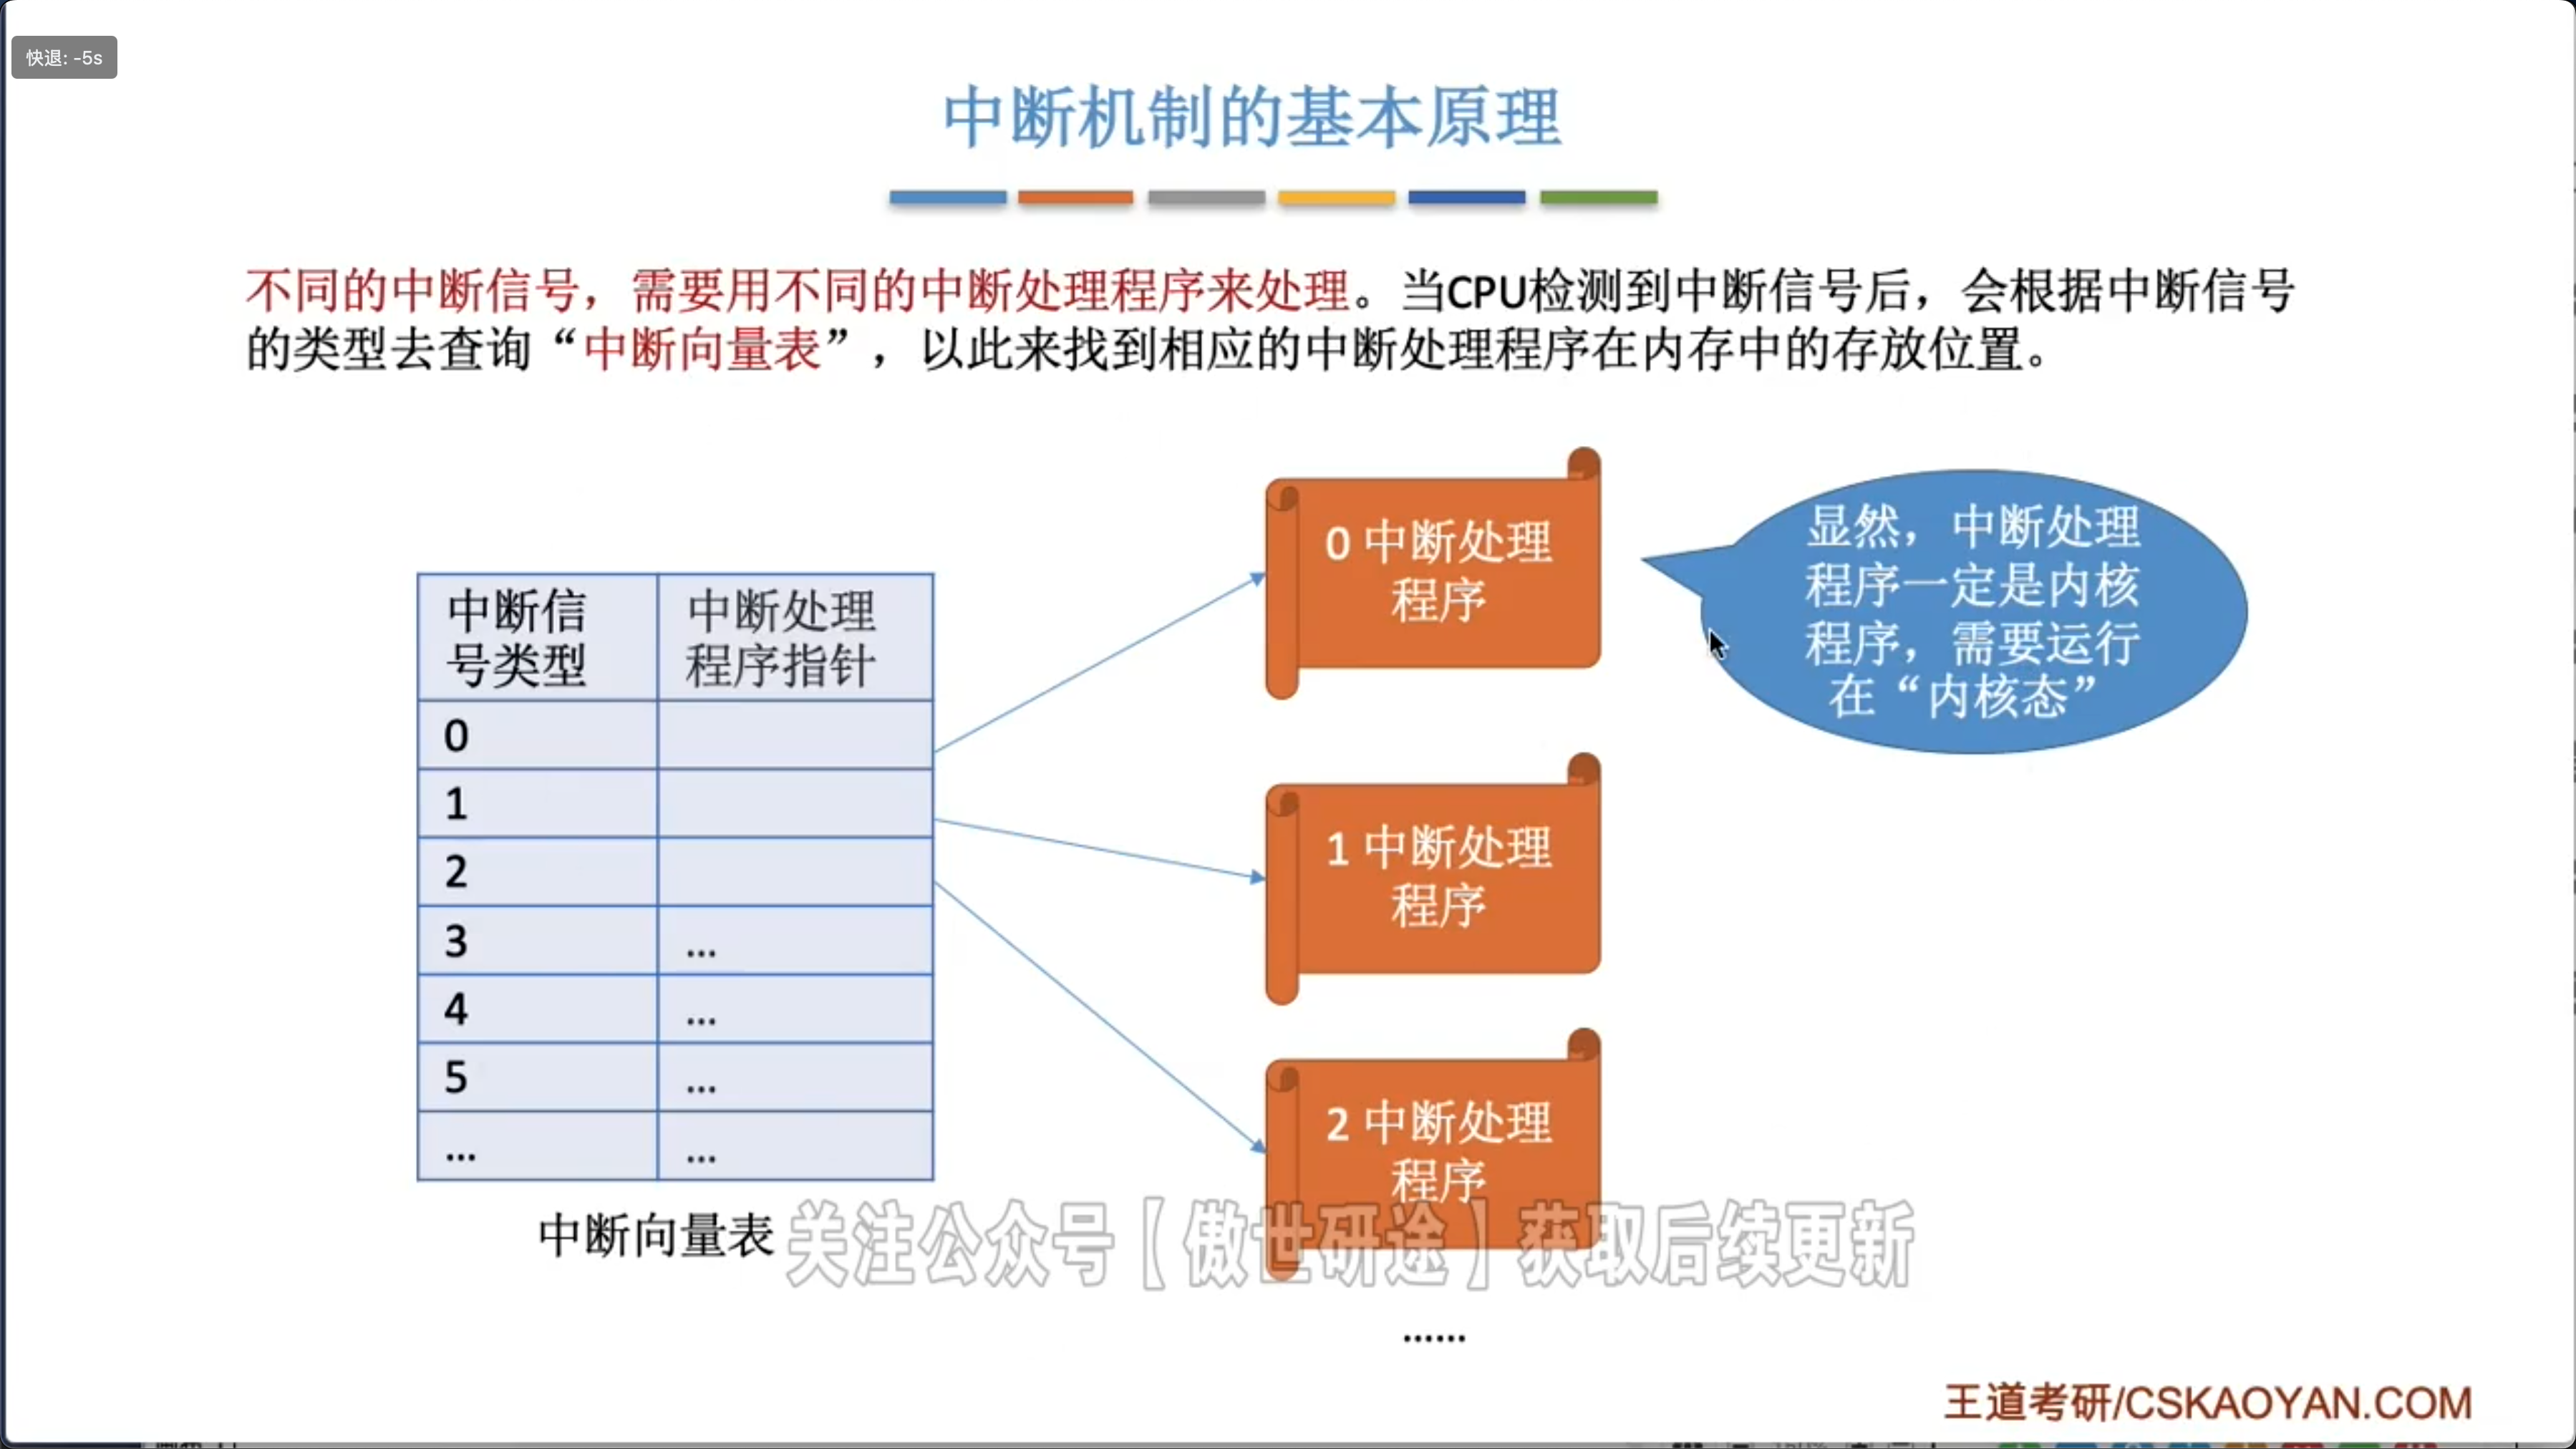 快退: -5s
中断机制的基本原理
不同的中断信号，需要用不同的中断处理程序来处理。当CPU检测到中断信号后，会根据中断信号
的类型去查询“中断向量表”，以此来找到相应的中断处理程序在内存中的存放位置。
中断信
号类型
中断处理
程序指针
0
1
2
3 ...
4 ...
5 ...
... ...
中断向量表
0 中断处理
程序
1 中断处理
程序
2 中断处理
程序
......
显然，中断处理
程序一定是内核
程序，需要运行
在“内核态”
关注公众号【傲世研途】获取后续更新
王道考研/CSKAOYAN.COM